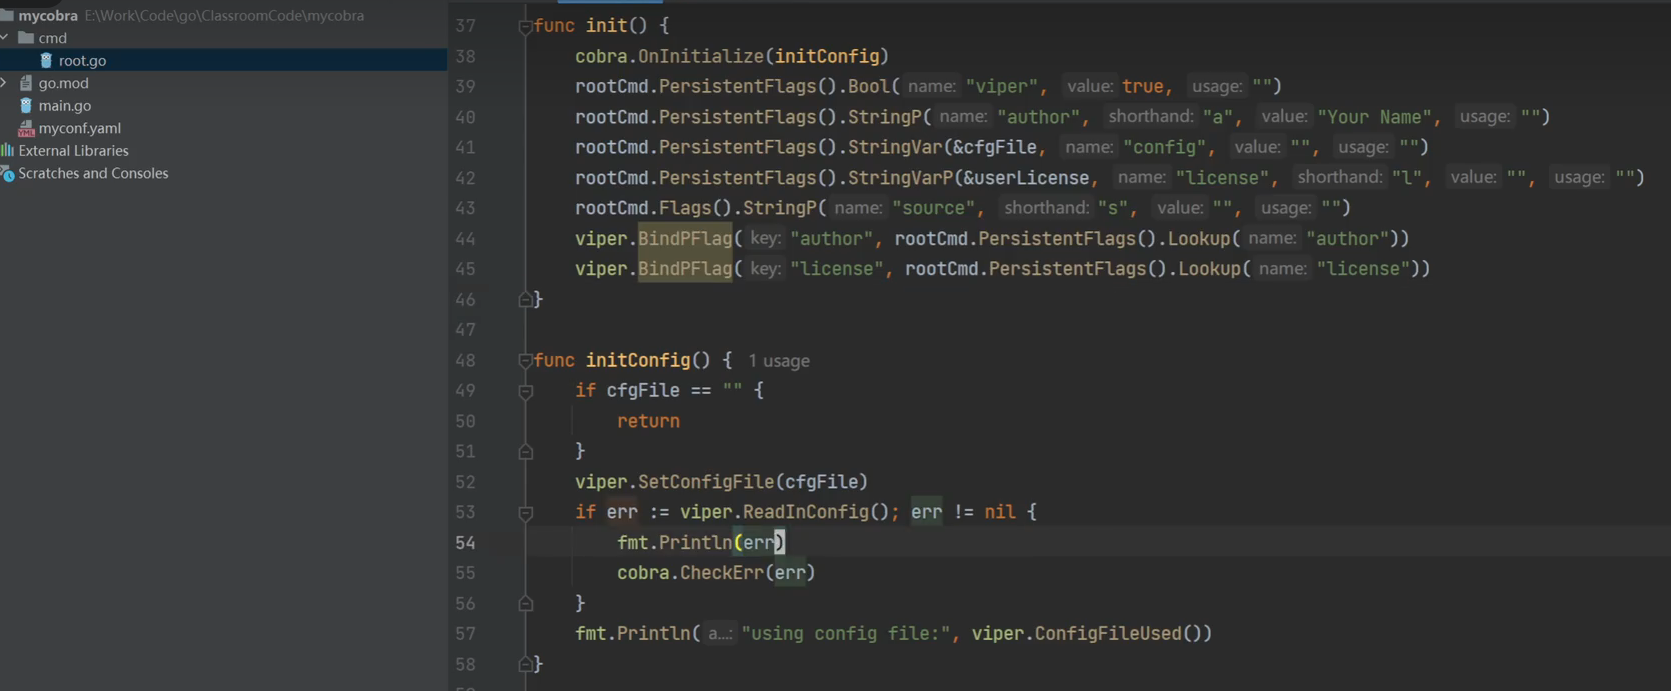 mycobra E:\Work\Code\go\ClassroomCode\mycobra
cmd
root.go
go.mod
main.go
myconf.yaml
External Libraries
Scratches and Consoles
37 func init() {
38 cobra.OnInitialize(initConfig)
39 rootCmd.PersistentFlags().Bool( name: "viper", value: true, usage: "")
40 rootCmd.PersistentFlags().StringP( name: "author", shorthand: "a", value: "Your Name", usage: "")
41 rootCmd.PersistentFlags().StringVar(&cfgFile, name: "config", value: "", usage: "")
42 rootCmd.PersistentFlags().StringVarP(&userLicense, name: "license", shorthand: "l", value: "", usage: "")
43 rootCmd.Flags().StringP( name: "source", shorthand: "s", value: "", usage: "")
44 viper.BindPFlag( key: "author", rootCmd.PersistentFlags().Lookup( name: "author"))
45 viper.BindPFlag( key: "license", rootCmd.PersistentFlags().Lookup( name: "license"))
46 }
47
48 func initConfig() { 1 usage
49 if cfgFile == "" {
50 return
51 }
52 viper.SetConfigFile(cfgFile)
53 if err := viper.ReadInConfig(); err != nil {
54 fmt.Println(err)
55 cobra.CheckErr(err)
56 }
57 fmt.Println( a...: "using config file:", viper.ConfigFileUsed())
58 }